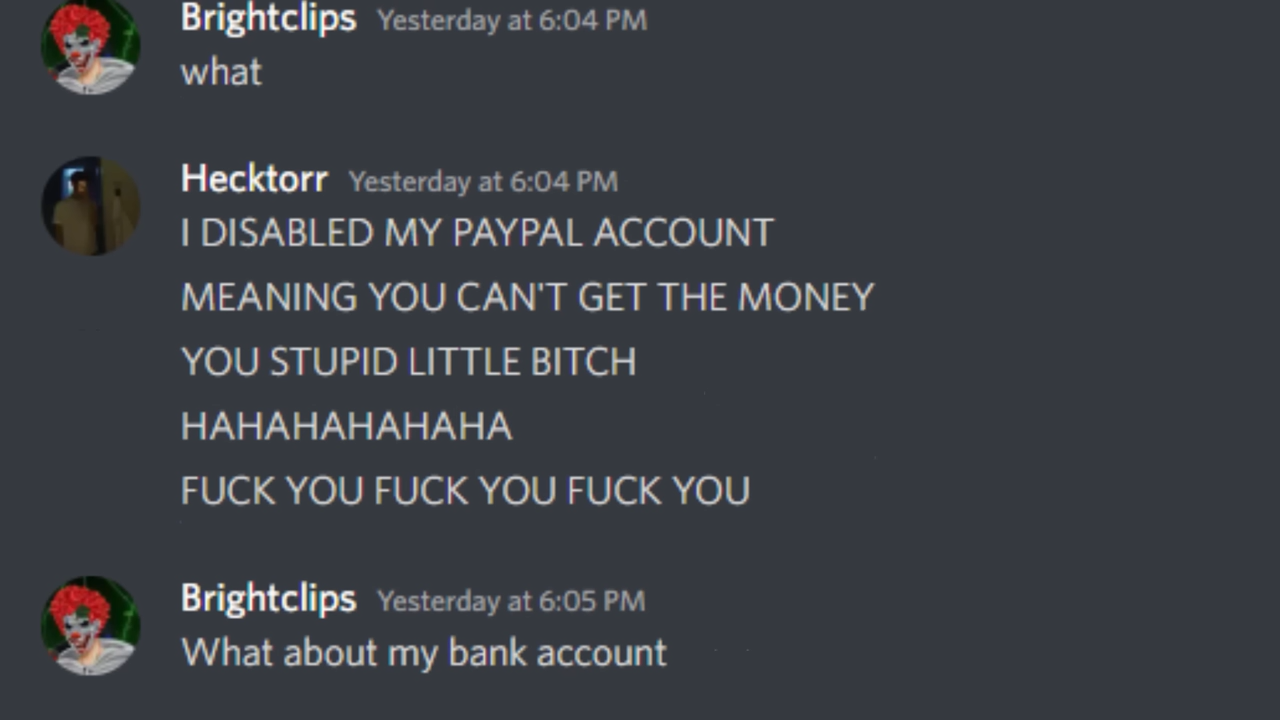 Brightclips Yesterday at 6:04 PM
what
Hecktorr Yesterday at 6:04 PM
I DISABLED MY PAYPAL ACCOUNT
MEANING YOU CAN'T GET THE MONEY
YOU STUPID LITTLE BITCH
HAHAHAHAHAHA
FUCK YOU FUCK YOU FUCK YOU
Brightclips Yesterday at 6:05 PM
What about my bank account